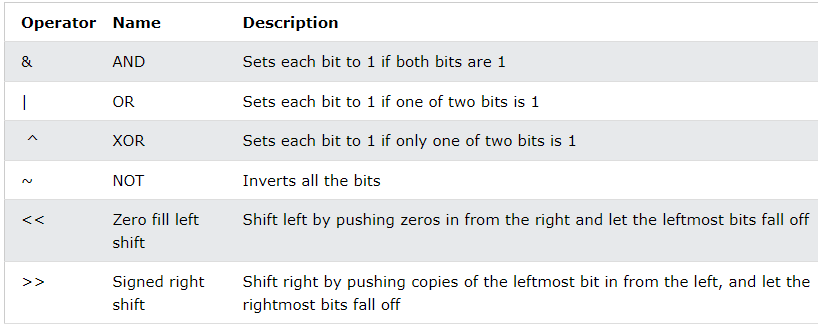 Operator Name Description
& AND Sets each bit to 1 if both bits are 1
| OR Sets each bit to 1 if one of two bits is 1
^ XOR Sets each bit to 1 if only one of two bits is 1
~ NOT Inverts all the bits
<< Zero fill left shift Shift left by pushing zeros in from the right and let the leftmost bits fall off
>> Signed right shift Shift right by pushing copies of the leftmost bit in from the left, and let the
rightmost bits fall off